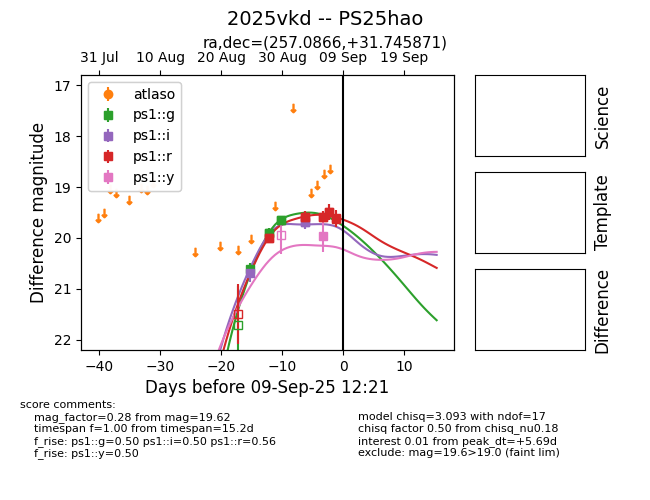 2025vkd -- PS25hao
ra,dec=(257.0866,+31.745871)
31 Jul 10 Aug 20 Aug 30 Aug 09 Sep 19 Sep
17
18
19
20
21
22
Difference magnitude
atlaso
ps1::g
ps1::i
ps1::r
ps1::y
−40 −30 −20 −10 0 10
Days before 09-Sep-25 12:21
Science
Template
Difference
score comments:
mag_factor=0.28 from mag=19.62
timespan f=1.00 from timespan=15.2d
f_rise: ps1::g=0.50 ps1::i=0.50 ps1::r=0.56
f_rise: ps1::y=0.50
model chisq=3.093 with ndof=17
chisq factor 0.50 from chisq_nu0.18
interest 0.01 from peak_dt=+5.69d
exclude: mag=19.6>19.0 (faint lim)